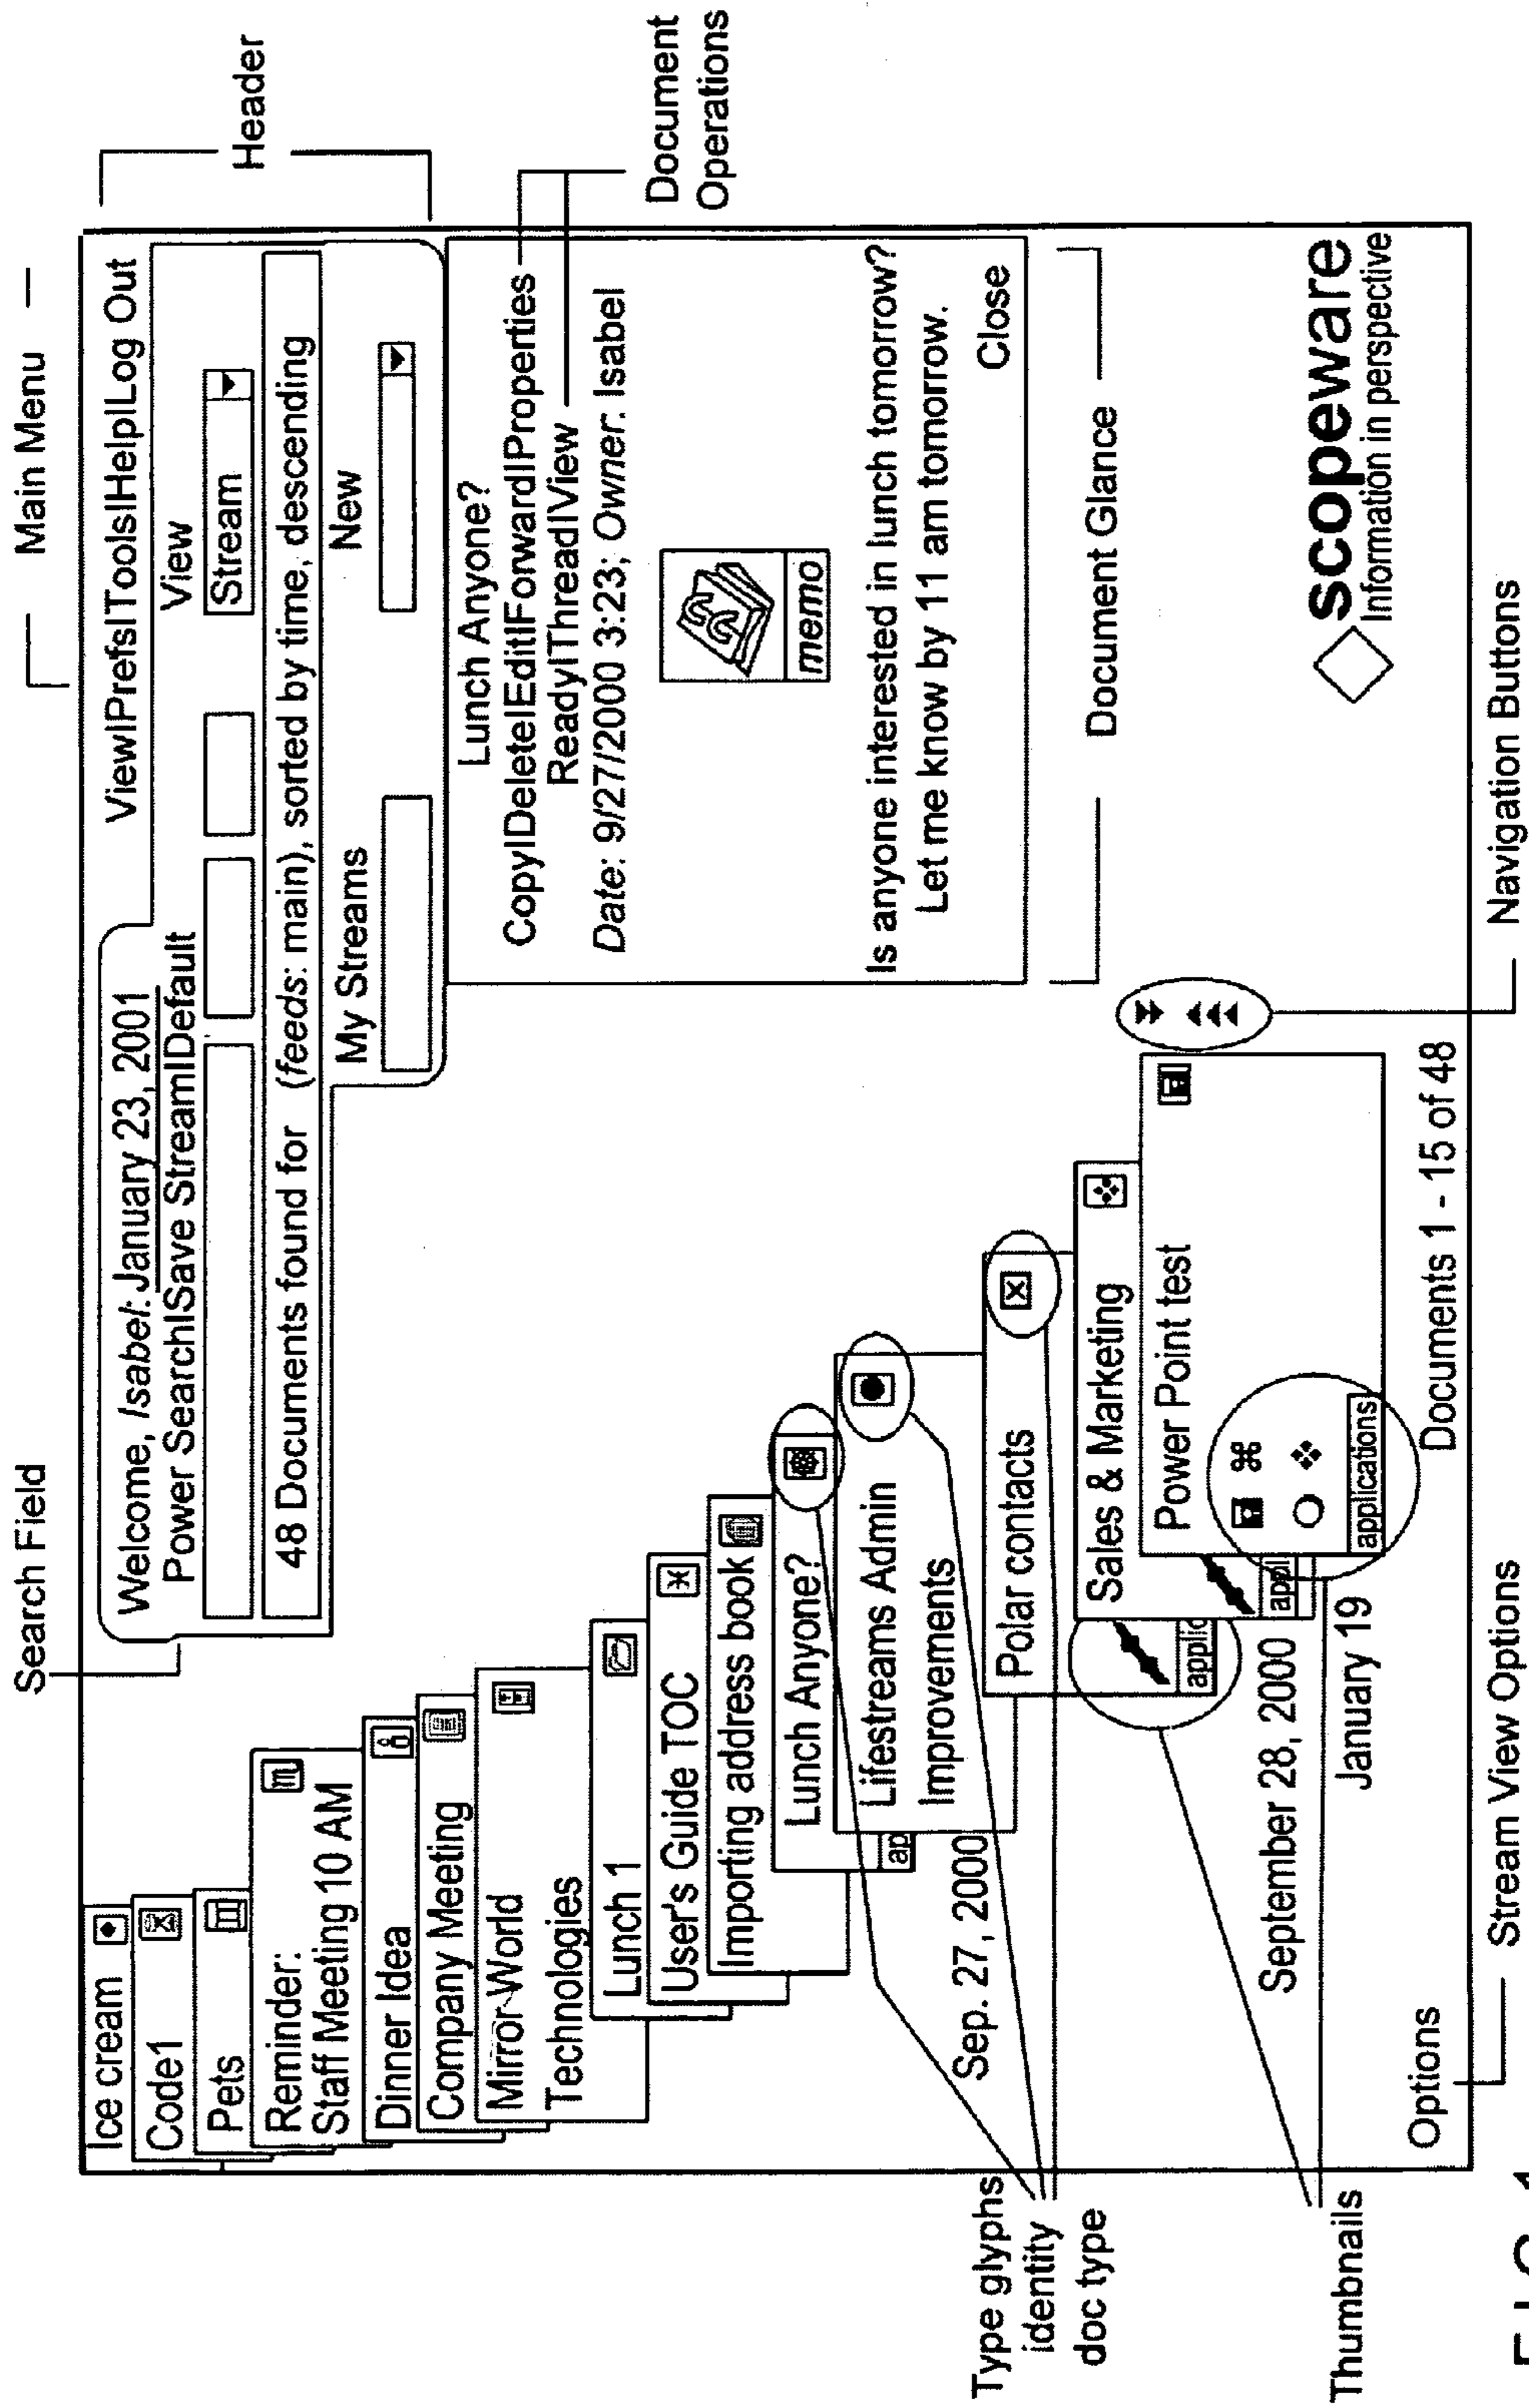 Main Menu
Search Field
Header
Welcome, Isabel: January 23, 2001
View|Prefs|Tools|Help|Log Out
Power Search|Save Stream|Default
View
Stream
48 Documents found for (feeds: main), sorted by time, descending
My Streams
New
Ice cream
Code1
Pets
Reminder:
Staff Meeting 10 AM
Dinner Idea
Company Meeting
Mirror World
Technologies
Lunch 1
User's Guide TOC
Importing address book
Lunch Anyone?
ap
Lifestreams Admin
Improvements
Sep. 27, 2000
Polar contacts
applic
Sales & Marketing
appl
September 28, 2000
Power Point test
applications
January 19
Lunch Anyone?
Copy|Delete|Edit|Forward|Properties
Ready|Thread|View
Date: 9/27/2000 3:23; Owner: Isabel
memo
Is anyone interested in lunch tomorrow?
Let me know by 11 am tomorrow.
Close
Document
Operations
Document Glance
Type glyphs
identity
doc type
Thumbnails
scopeware
Information in perspective
Options
Documents 1 - 15 of 48
Stream View Options
Navigation Buttons
FIG. 1